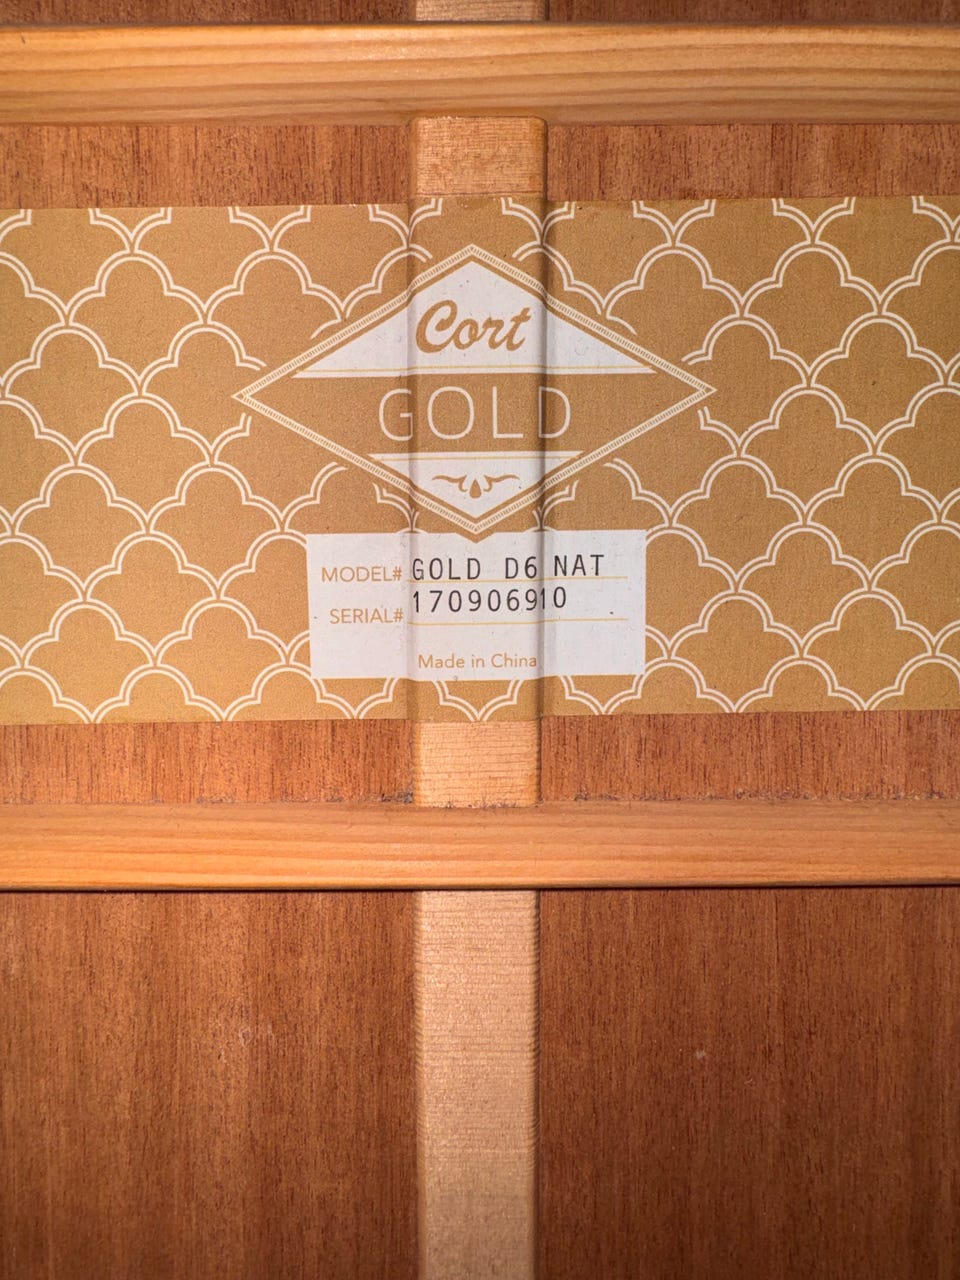 Cort
GOLD
MODEL# GOLD D6 NAT
SERIAL# 170906910
Made in China